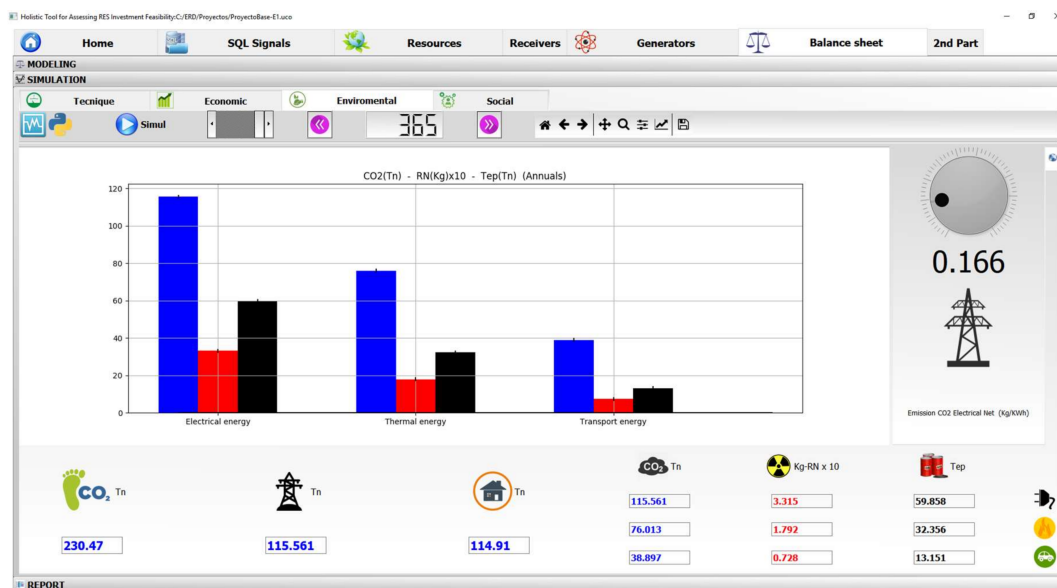 Holistic Tool for Assessing RES Investment Feasibility:C:/ERD/Proyectos/ProyectoBase-E1.uco
Home SQL Signals Resources Receivers Generators Balance sheet 2nd Part
MODELING
SIMULATION
Tecnique Economic Enviromental Social
Simul 365
CO2(Tn) - RN(Kg)x10 - Tep(Tn) (Annuals)
120
100
80
60
40
20
0
Electrical energy Thermal energy Transport energy
0.166
Emission CO2 Electrical Net (Kg/KWh)
CO2 Tn Kg-RN x 10 Tep
CO2 Tn Tn Tn
115.561 3.315 59.858
76.013 1.792 32.356
230.47 115.561 114.91
38.897 0.728 13.151
REPORT